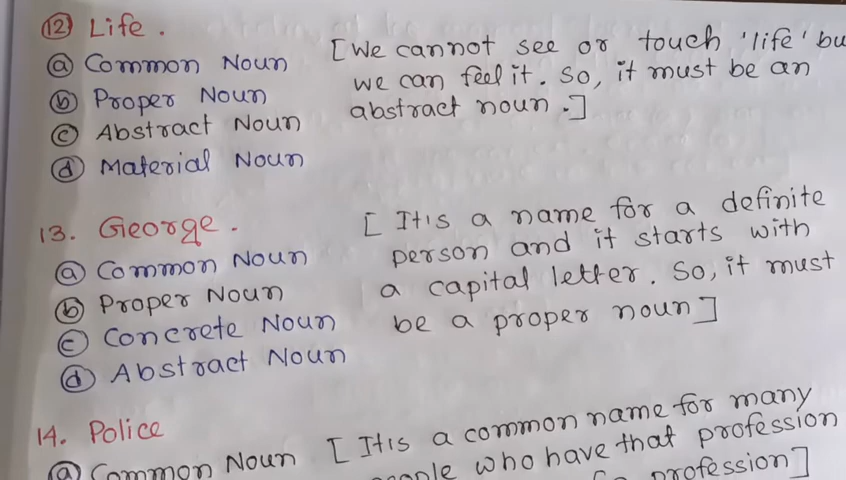 (12) Life.
(a) Common Noun
(b) Proper Noun
(c) Abstract Noun
(d) Material Noun
[We cannot see or touch 'life' bu
we can feel it. So, it must be an
abstract noun.]
13. George.
(a) Common Noun
(b) Proper Noun
(c) Concrete Noun
(d) Abstract Noun
[It's a name for a definite
person and it starts with
a capital letter. So, it must
be a proper noun]
14. Police
(a) Common Noun
[It is a common name for many
who have that profession
profession]